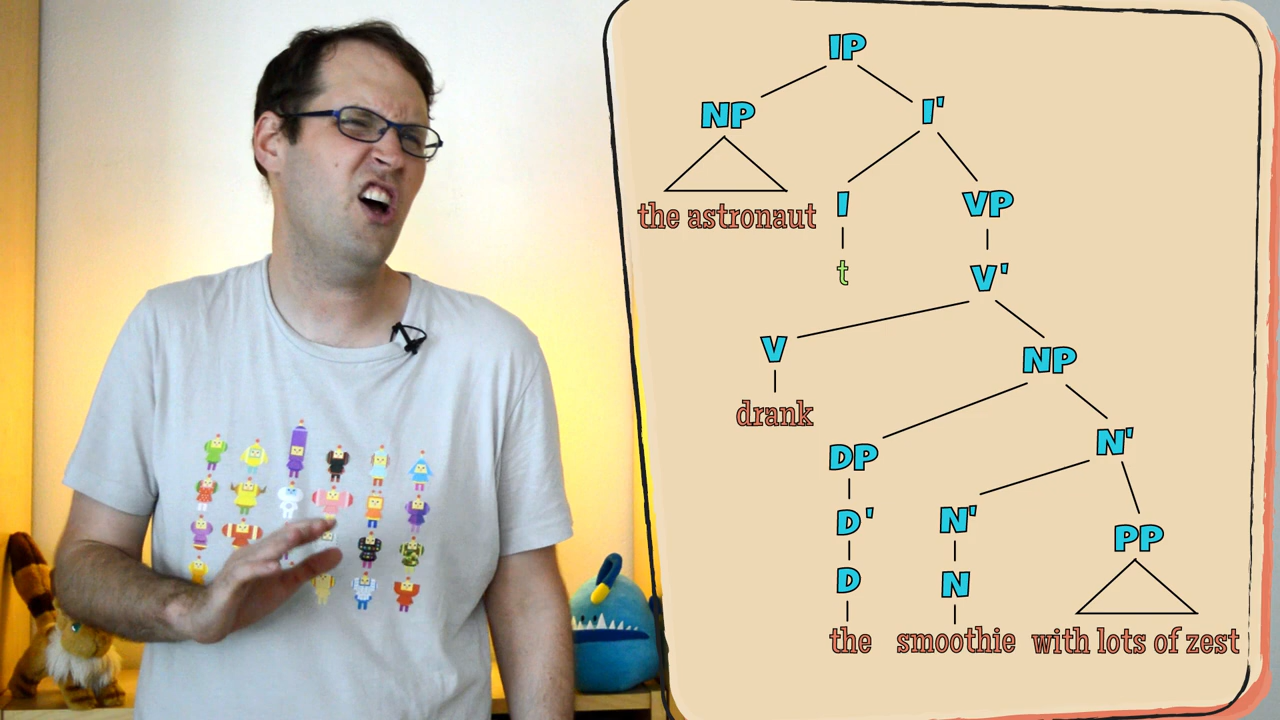 IP
NP I'
the astronaut I VP
t V'
V NP
drank
DP N'
D' N' PP
D N
the smoothie with lots of zest